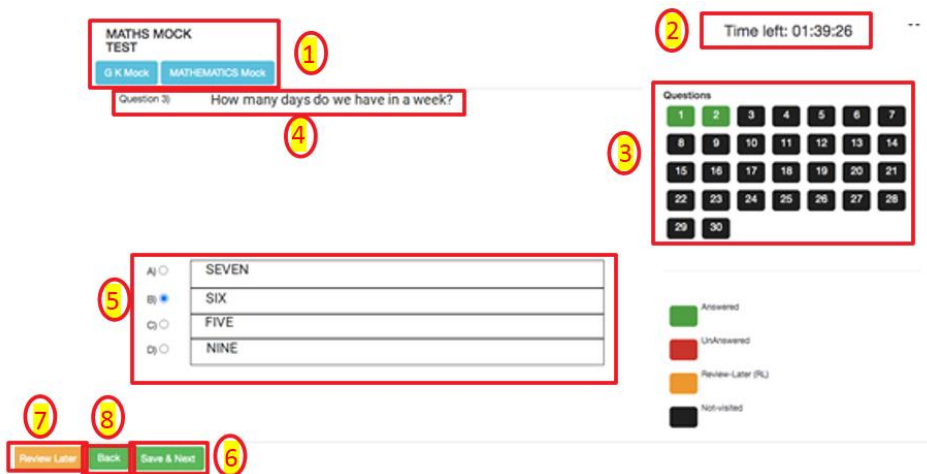 MATHS MOCK
TEST
1
2
Time left: 01:39:26
--
G K Mock MATHEMATICS Mock
Question 3) How many days do we have in a week?
4
Questions
1 2 3 4 5 6 7
8 9 10 11 12 13 14
15 16 17 18 19 20 21
22 23 24 25 26 27 28
29 30
3
A) SEVEN
B) SIX
C) FIVE
D) NINE
5
Answered
UnAnswered
Review-Later (RL)
Not-visited
7
8
Review Later Back Save & Next
6